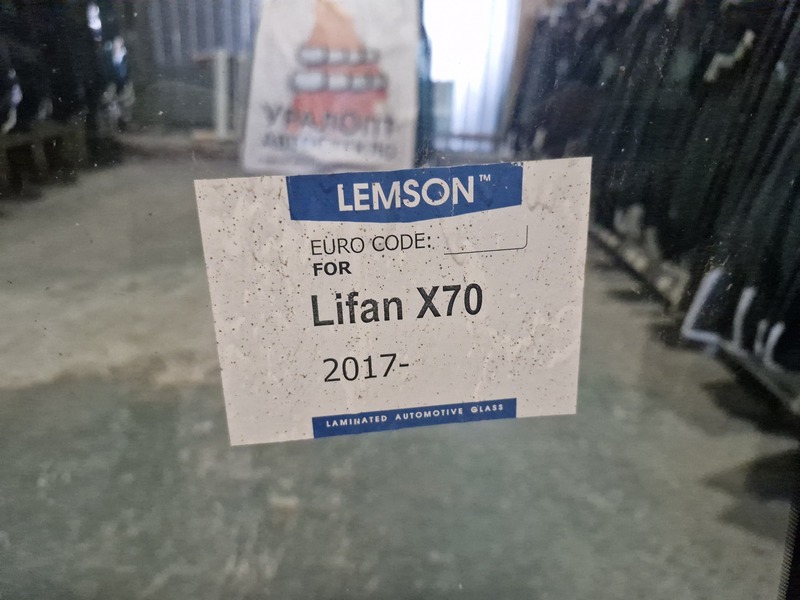 УРАЛОПТ
LEMSON™
EURO CODE:
FOR
Lifan X70
2017-
LAMINATED AUTOMOTIVE GLASS